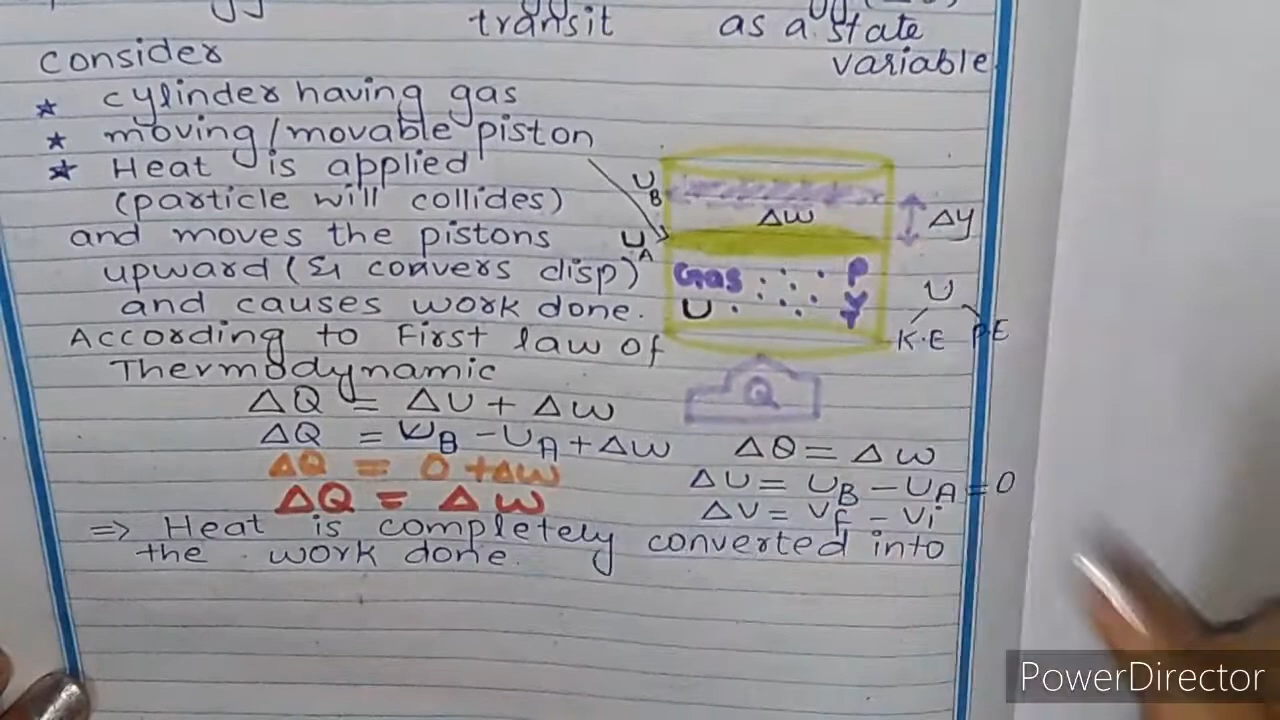 transit as a state
consider variable
* cylinder having gas
* moving/movable piston
* Heat is applied
(particle will collides)
and moves the pistons
upward (It convers disp)
and causes work done.
According to First law of
Thermodynamic
ΔQ = ΔU + Δw
ΔQ = UB - UA + Δw
ΔQ = 0 + Δw
ΔQ = Δw
=> Heat is completely converted into
the work done.
UB
Δw
Δy
UA
Gas P
U V
U
K.E PE
Q
ΔQ = Δw
ΔU = UB - UA = 0
ΔV = Vf - Vi
PowerDirector